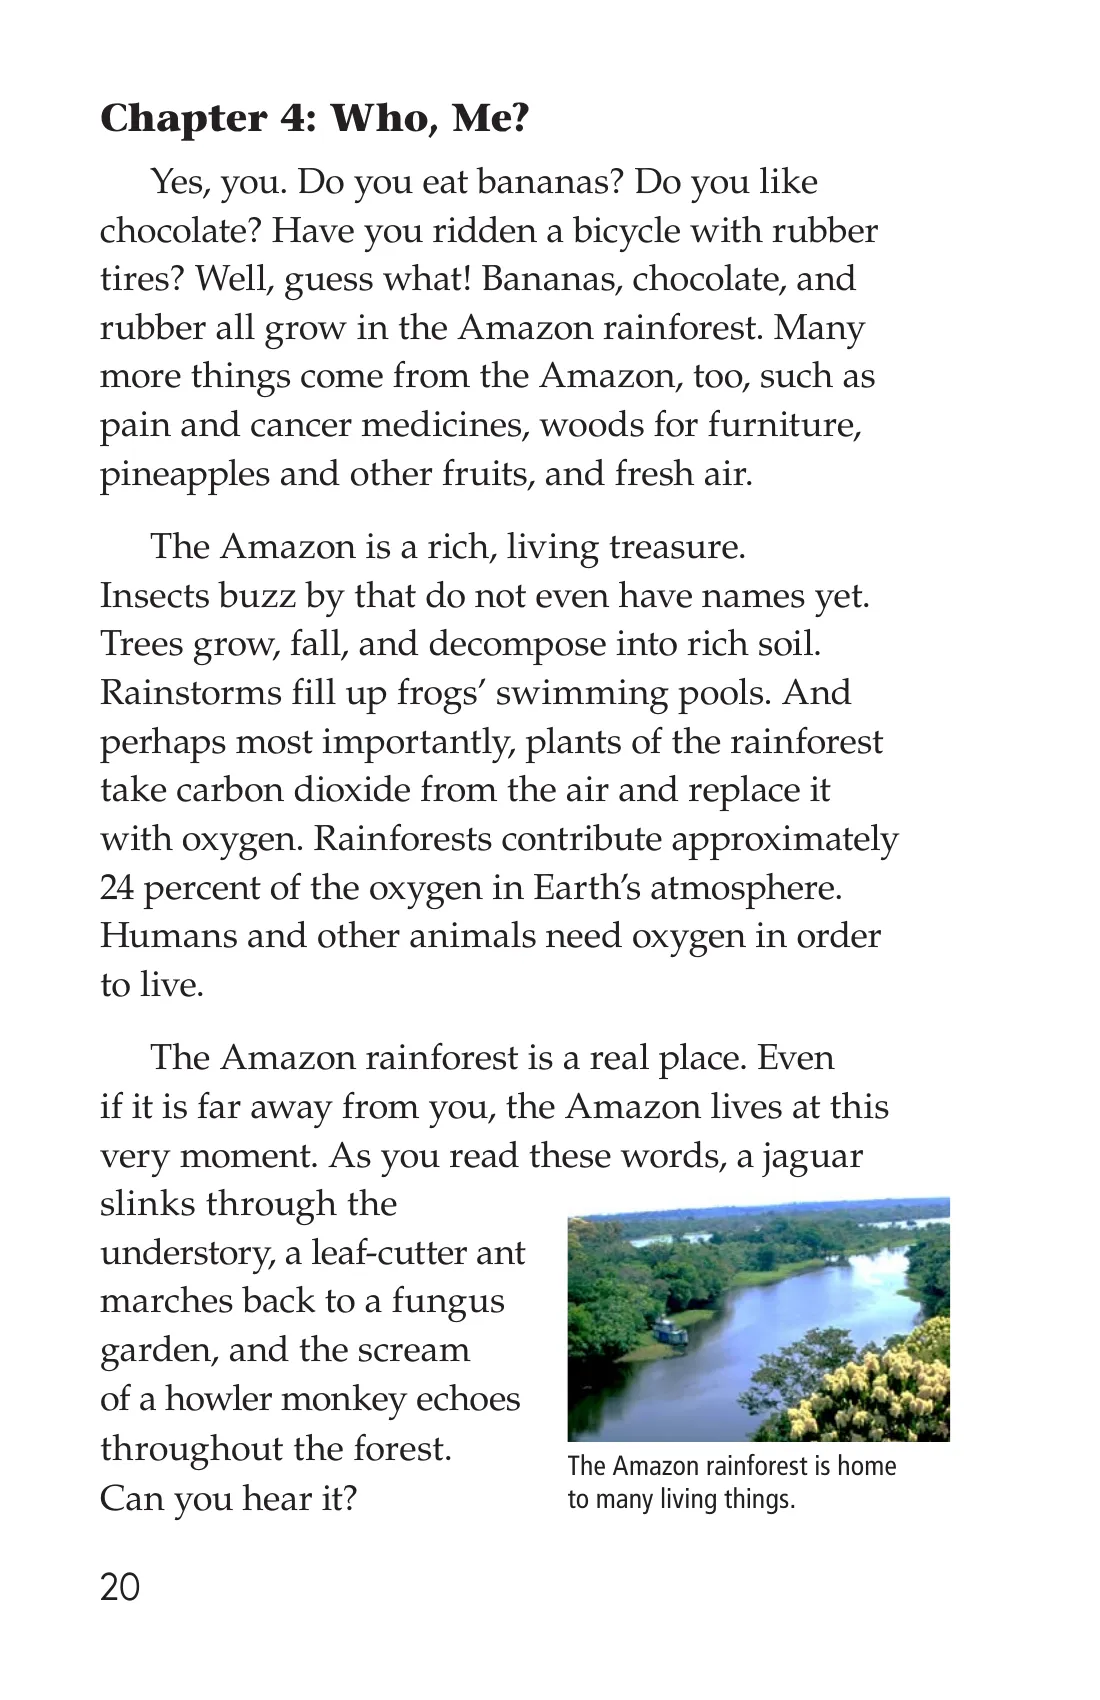 Chapter 4: Who, Me?
Yes, you. Do you eat bananas? Do you like
chocolate? Have you ridden a bicycle with rubber
tires? Well, guess what! Bananas, chocolate, and
rubber all grow in the Amazon rainforest. Many
more things come from the Amazon, too, such as
pain and cancer medicines, woods for furniture,
pineapples and other fruits, and fresh air.
The Amazon is a rich, living treasure.
Insects buzz by that do not even have names yet.
Trees grow, fall, and decompose into rich soil.
Rainstorms fill up frogs’ swimming pools. And
perhaps most importantly, plants of the rainforest
take carbon dioxide from the air and replace it
with oxygen. Rainforests contribute approximately
24 percent of the oxygen in Earth’s atmosphere.
Humans and other animals need oxygen in order
to live.
The Amazon rainforest is a real place. Even
if it is far away from you, the Amazon lives at this
very moment. As you read these words, a jaguar
slinks through the
understory, a leaf-cutter ant
marches back to a fungus
garden, and the scream
of a howler monkey echoes
throughout the forest.
Can you hear it?
The Amazon rainforest is home
to many living things.
20